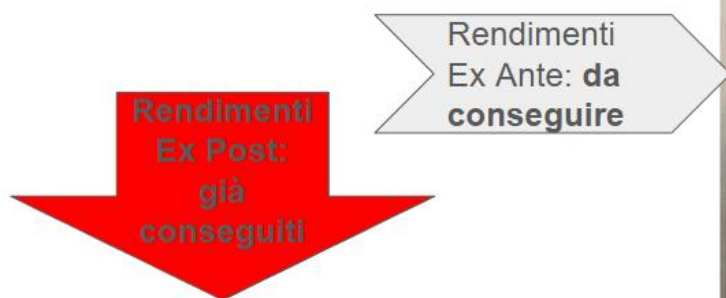 Rendimenti
Ex Ante: da
conseguire
Rendimenti
Ex Post:
già
conseguiti